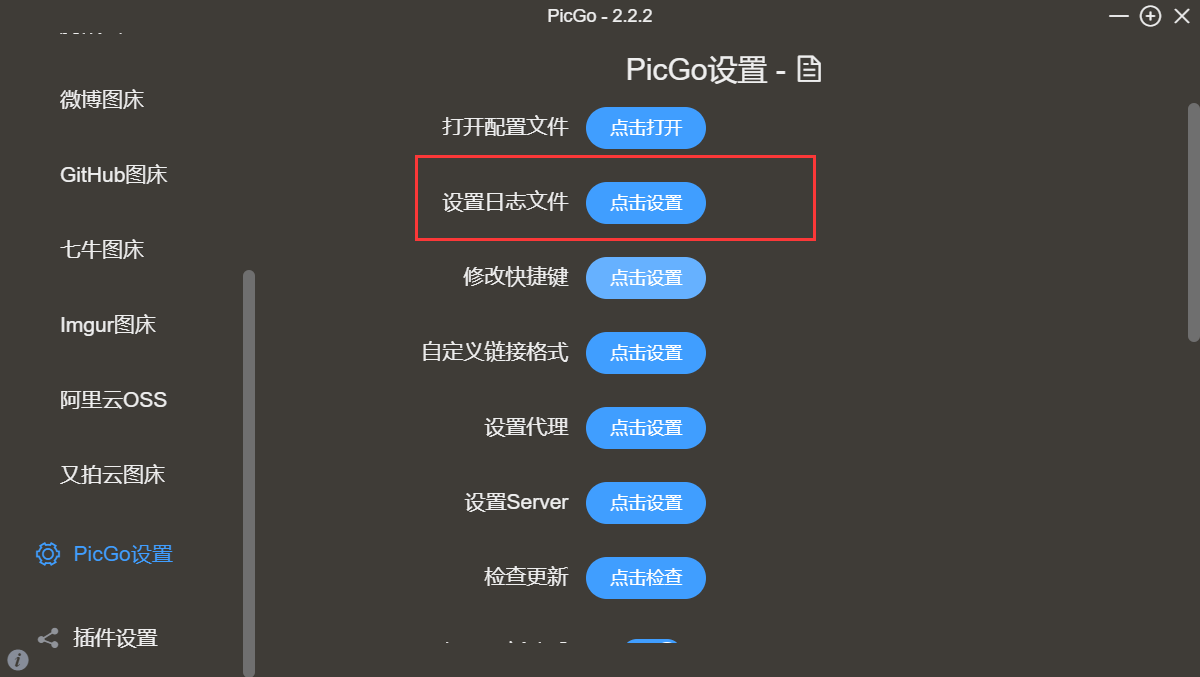 PicGo - 2.2.2
微博图床
GitHub图床
七牛图床
Imgur图床
阿里云OSS
又拍云图床
PicGo设置
插件设置
PicGo设置 -
打开配置文件 点击打开
设置日志文件 点击设置
修改快捷键 点击设置
自定义链接格式 点击设置
设置代理 点击设置
设置Server 点击设置
检查更新 点击检查